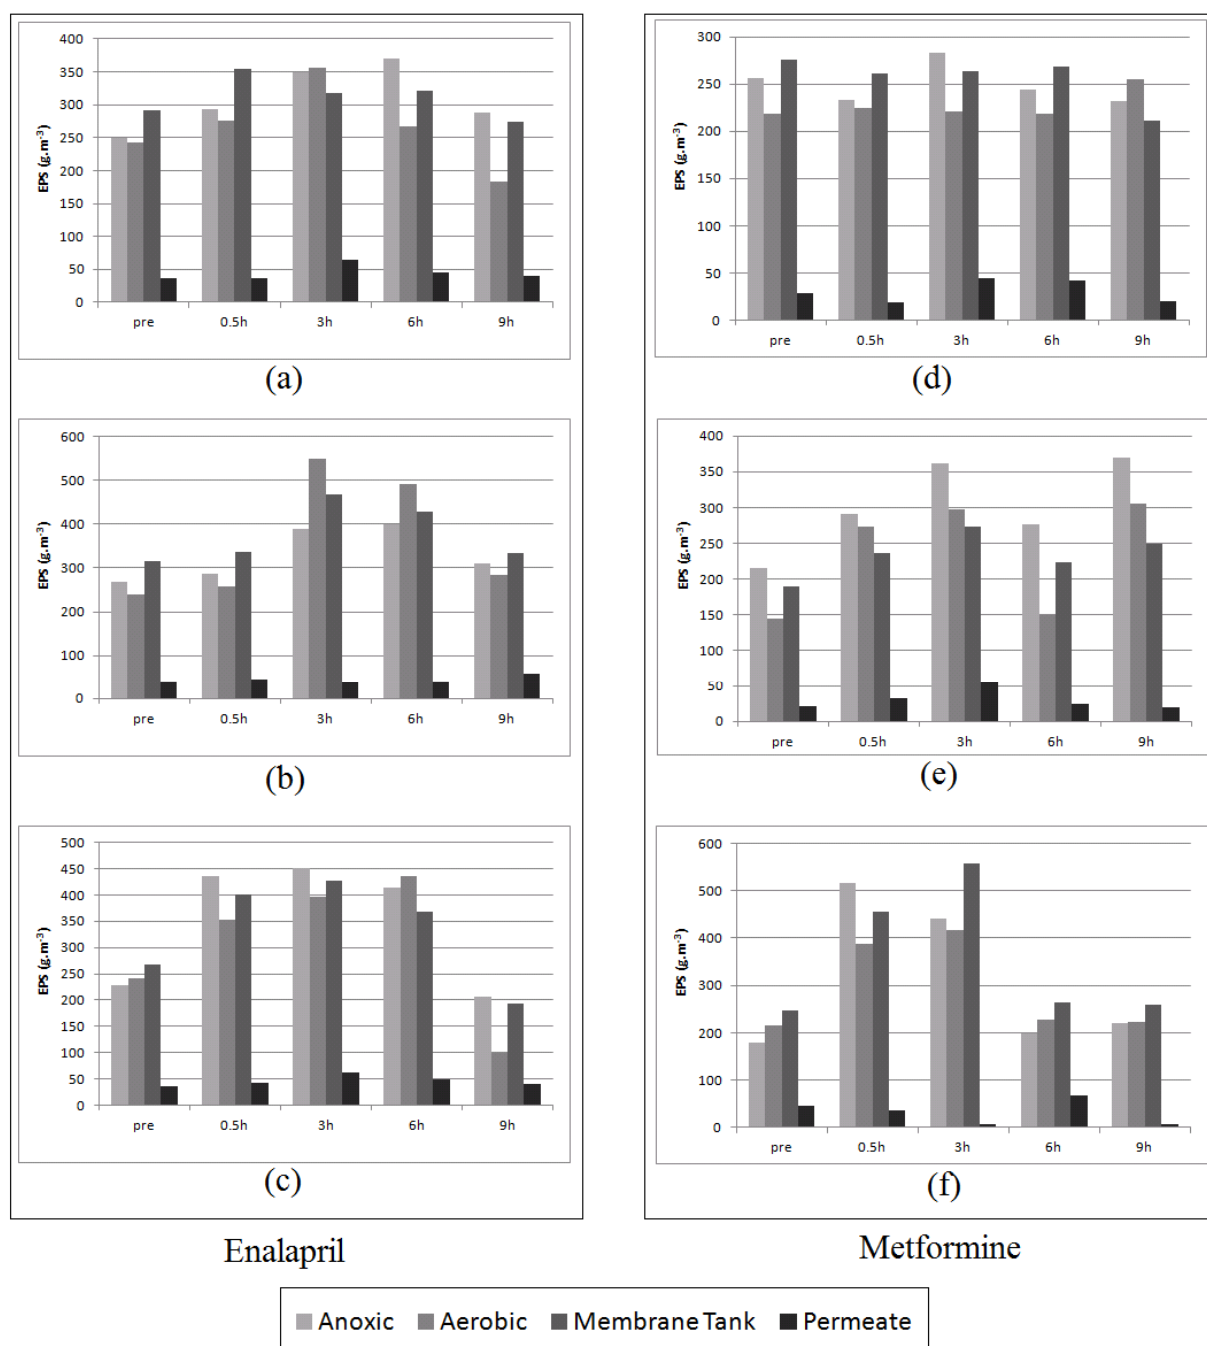 400
350
300
250
200
150
100
50
0
EPS (g.m-3)
pre 0.5h 3h 6h 9h
(a)
600
500
400
300
200
100
0
EPS (g.m-3)
pre 0.5h 3h 6h 9h
(b)
500
450
400
350
300
250
200
150
100
50
0
EPS (g.m-3)
pre 0.5h 3h 6h 9h
(c)
Enalapril
300
250
200
150
100
50
0
EPS (g.m-3)
pre 0.5h 3h 6h 9h
(d)
400
350
300
250
200
150
100
50
0
EPS (g.m-3)
pre 0.5h 3h 6h 9h
(e)
600
500
400
300
200
100
0
EPS (g.m-3)
pre 0.5h 3h 6h 9h
(f)
Metformine
Anoxic Aerobic Membrane Tank Permeate